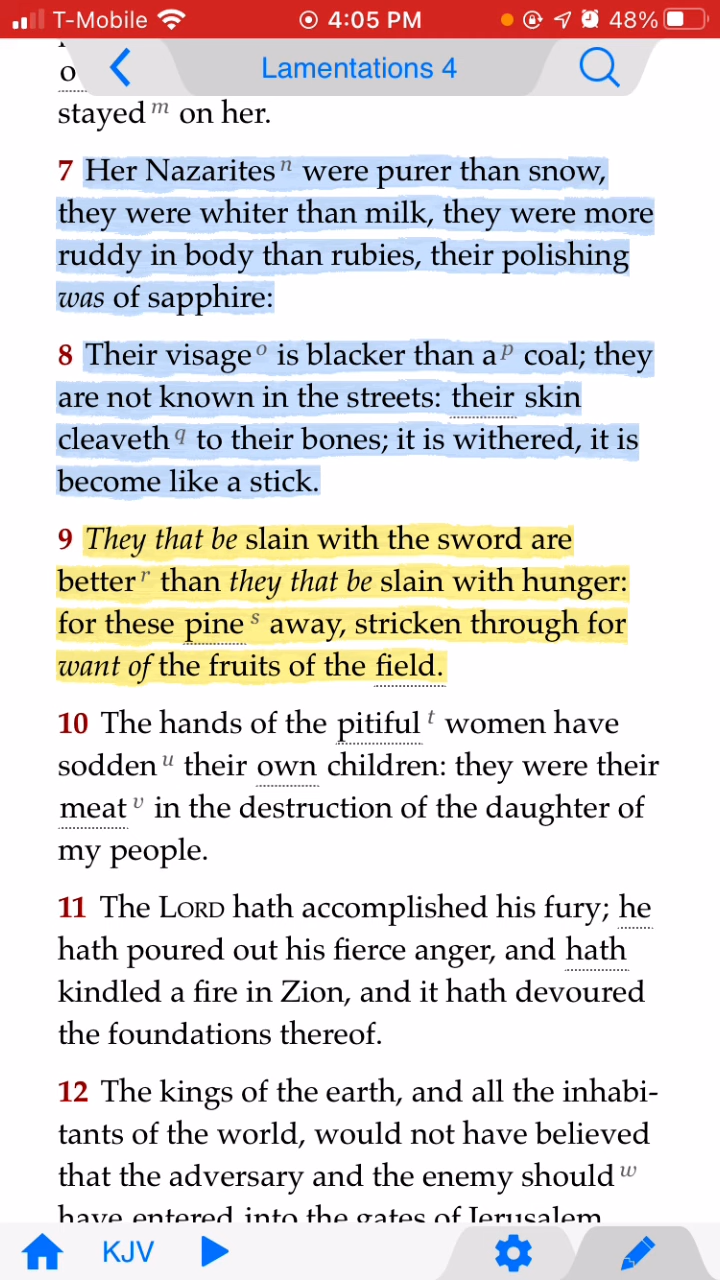 T-Mobile 4:05 PM 48%
Lamentations 4
o
stayed m on her.
7 Her Nazarites n were purer than snow,
they were whiter than milk, they were more
ruddy in body than rubies, their polishing
was of sapphire:
8 Their visage o is blacker than a p coal; they
are not known in the streets: their skin
cleaveth q to their bones; it is withered, it is
become like a stick.
9 They that be slain with the sword are
better r than they that be slain with hunger:
for these pine s away, stricken through for
want of the fruits of the field.
10 The hands of the pitiful t women have
sodden u their own children: they were their
meat v in the destruction of the daughter of
my people.
11 The LORD hath accomplished his fury; he
hath poured out his fierce anger, and hath
kindled a fire in Zion, and it hath devoured
the foundations thereof.
12 The kings of the earth, and all the inhabi-
tants of the world, would not have believed
that the adversary and the enemy should w
have entered into the gates of Jerusalem
KJV